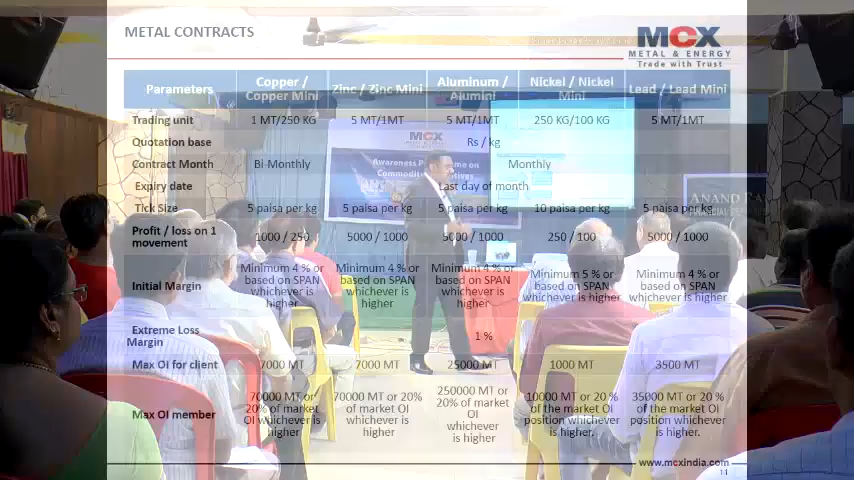 METAL CONTRACTS
MCX
METAL & ENERGY
Trade with Trust
Parameters
Copper /
Copper Mini
Zinc / Zinc Mini
Aluminum /
Alumini
Nickel / Nickel
Mini
Lead / Lead Mini
Trading unit
1 MT/250 KG
5 MT/1MT
5 MT/1MT
250 KG/100 KG
5 MT/1MT
Quotation base
Rs / kg
Contract Month
Bi-Monthly
Monthly
Expiry date
Last day of month
Tick Size
5 paisa per kg
5 paisa per kg
5 paisa per kg
10 paisa per kg
5 paisa per kg
Profit / loss on 1
movement
1000 / 250
5000 / 1000
5000 / 1000
250 / 100
5000 / 1000
Initial Margin
Minimum 4 % or
based on SPAN
whichever is
higher
Minimum 4 % or
based on SPAN
whichever is
higher
Minimum 4 % or
based on SPAN
whichever is
higher
Minimum 5 % or
based on SPAN
whichever is higher
Minimum 4 % or
based on SPAN
whichever is higher
Extreme Loss
Margin
1 %
Max OI for client
7000 MT
7000 MT
25000 MT
1000 MT
3500 MT
Max OI member
70000 MT or
20% of market
OI whichever is
higher
70000 MT or 20%
of market OI
whichever is
higher
250000 MT or
20% of market
OI
whichever is
higher
10000 MT or 20 %
of the market OI
position whichever
is higher.
35000 MT or 20 %
of the market OI
position whichever
is higher.
www.mcxindia.com
11
MCX
Awareness
on
Commod
ANAND